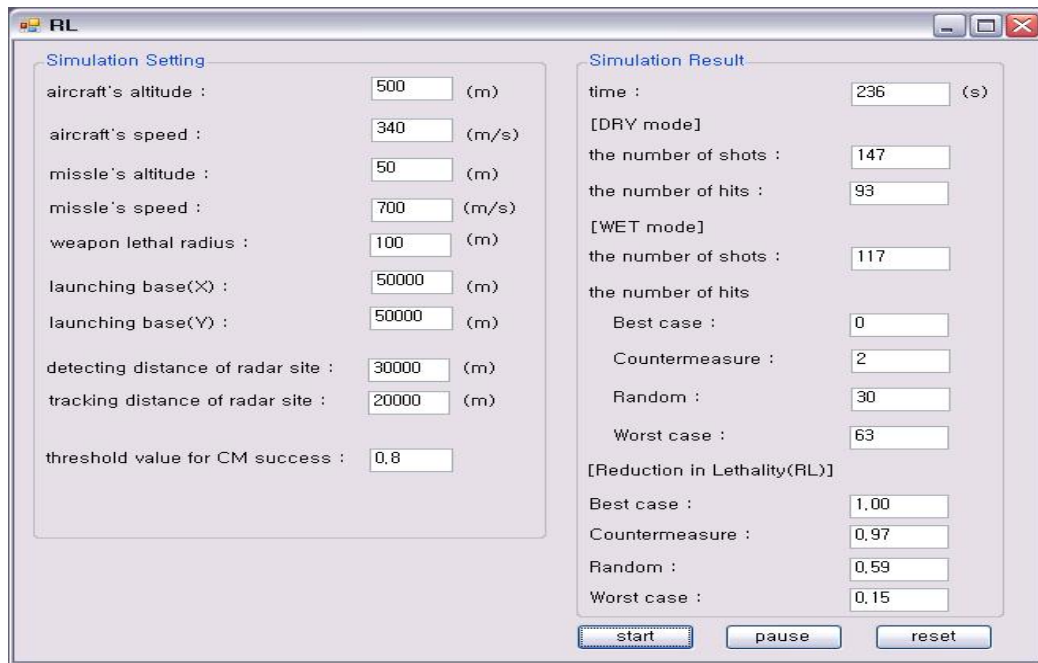 RL
Simulation Setting
aircraft's altitude : 500 (m)
aircraft's speed : 340 (m/s)
missle's altitude : 50 (m)
missle's speed : 700 (m/s)
weapon lethal radius : 100 (m)
launching base(X) : 50000 (m)
launching base(Y) : 50000 (m)
detecting distance of radar site : 30000 (m)
tracking distance of radar site : 20000 (m)
threshold value for CM success : 0.8
Simulation Result
time : 236 (s)
[DRY mode]
the number of shots : 147
the number of hits : 93
[WET mode]
the number of shots : 117
the number of hits
Best case : 0
Countermeasure : 2
Random : 30
Worst case : 63
[Reduction in Lethality(RL)]
Best case : 1.00
Countermeasure : 0.97
Random : 0.59
Worst case : 0.15
start pause reset